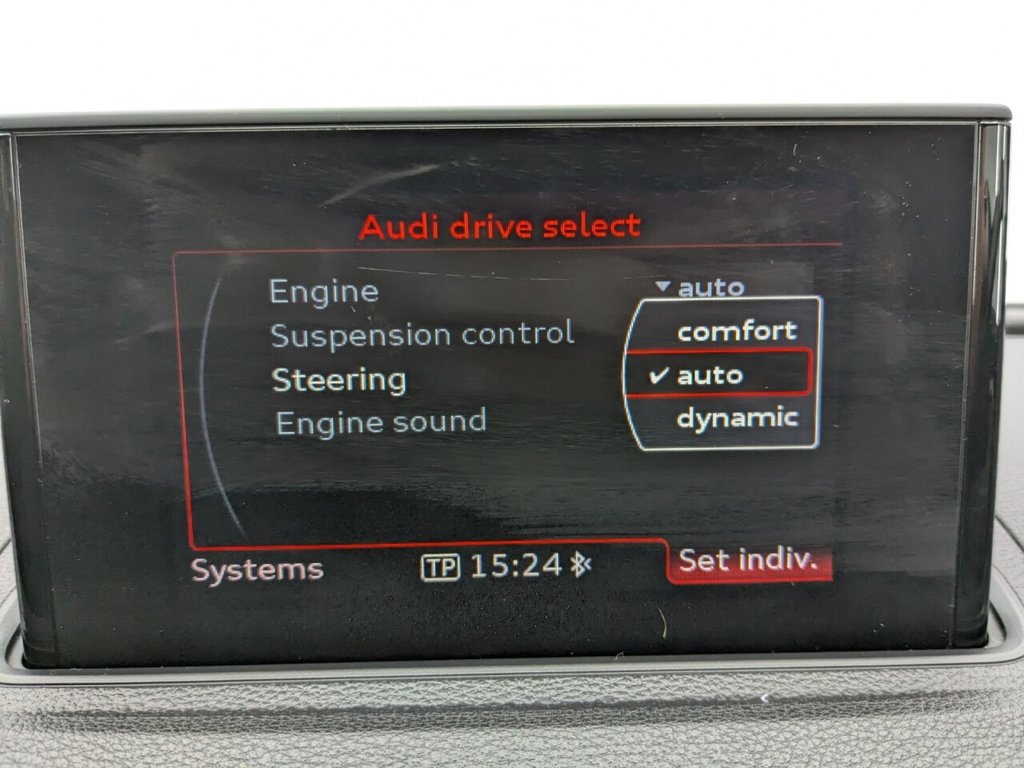 Audi drive select
Engine ▼ auto
Suspension control comfort
Steering ✓ auto
Engine sound dynamic
Systems TP 15:24 Set indiv.